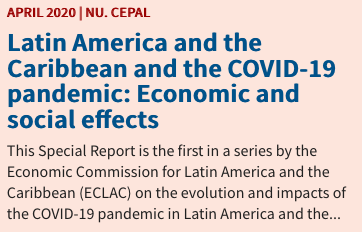 APRIL 2020 | NU. CEPAL
Latin America and the
Caribbean and the COVID-19
pandemic: Economic and
social effects
This Special Report is the first in a series by the
Economic Commission for Latin America and the
Caribbean (ECLAC) on the evolution and impacts of
the COVID-19 pandemic in Latin America and the...